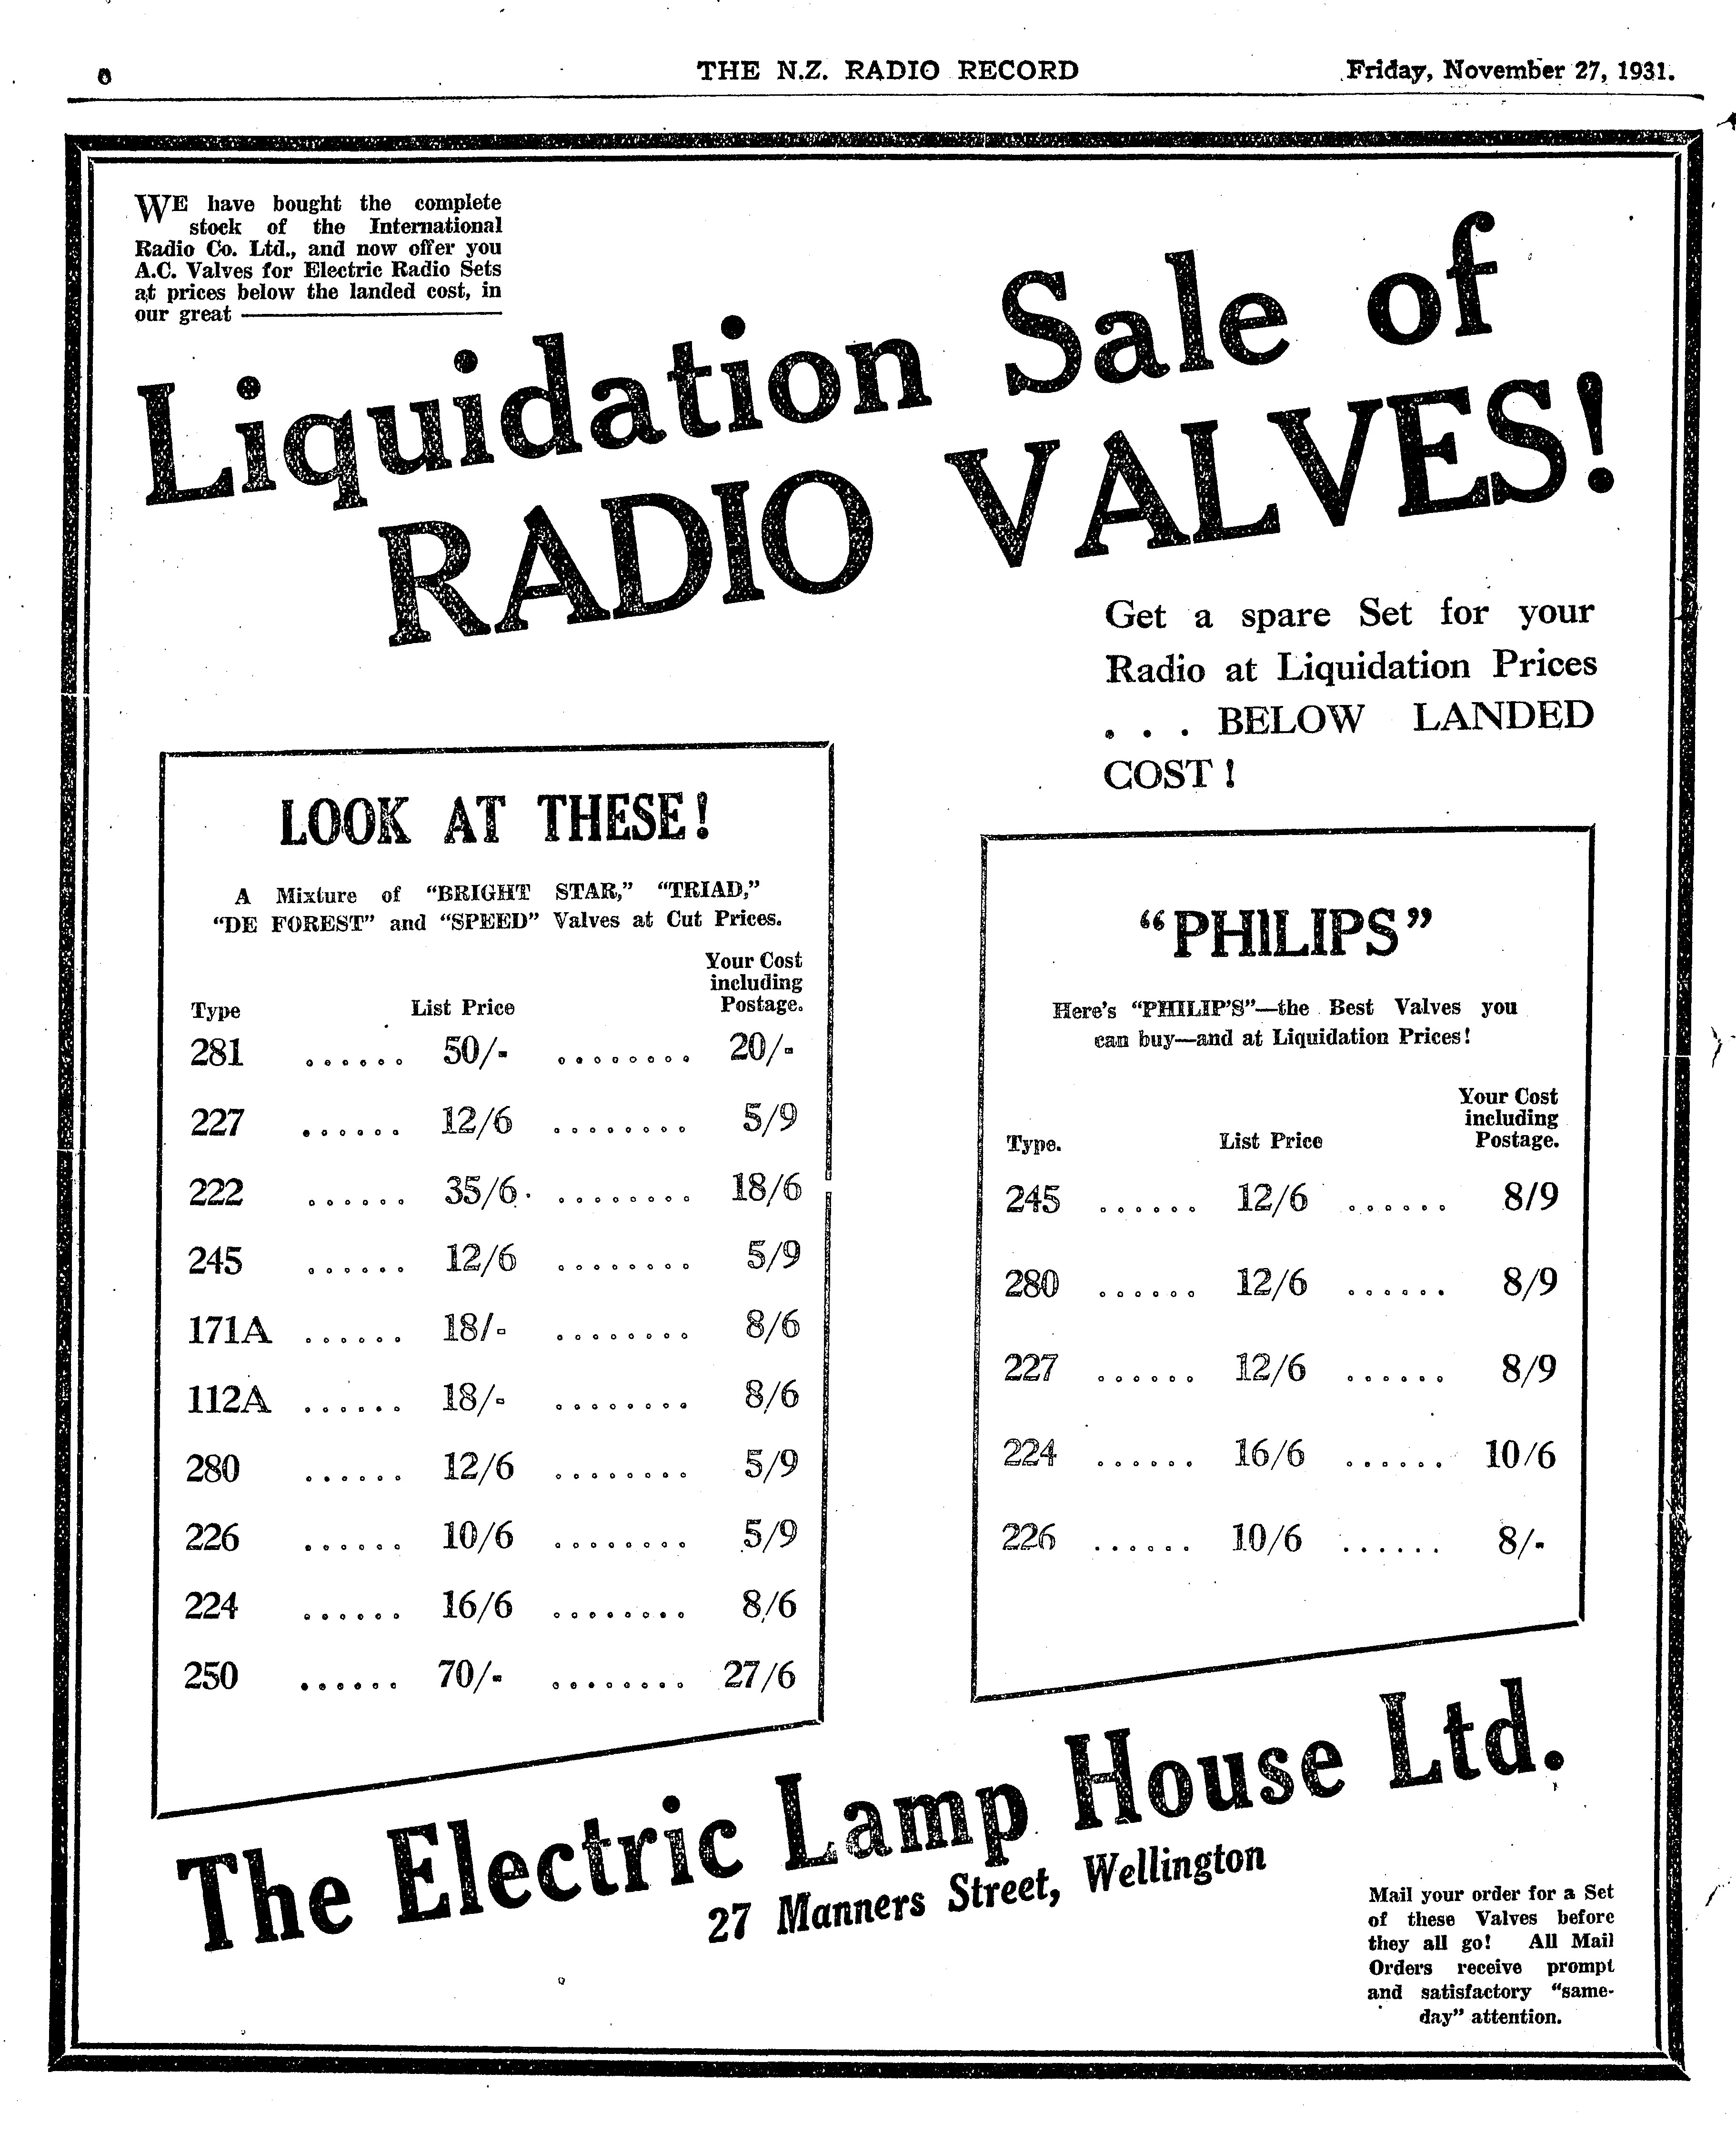 THE N.Z. RADIO RECORD
Friday, November 27, 1931.
WE have bought the complete
stock of the International
Radio Co. Ltd., and now offer you
A.C. Valves for Electric Radio Sets
at prices below the landed cost, in
our great
Liquidation Sale of
RADIO VALVES!
Get a spare Set for your
Radio at Liquidation Prices
. . . BELOW LANDED
COST!
LOOK AT THESE!
A Mixture of “BRIGHT STAR,” “TRIAD,”
“DE FOREST” and “SPEED” Valves at Cut Prices.
Your Cost
including
Type List Price Postage.
281 ...... 50/- ........ 20/-
227 ...... 12/6 ........ 5/9
222 ...... 35/6 ........ 18/6
245 ...... 12/6 ........ 5/9
171A ...... 18/- ........ 8/6
112A ...... 18/- ........ 8/6
280 ...... 12/6 ........ 5/9
226 ...... 10/6 ........ 5/9
224 ...... 16/6 ........ 8/6
250 ...... 70/- ........ 27/6
“PHILIPS”
Here's “PHILIP'S”—the Best Valves you
can buy—and at Liquidation Prices!
Your Cost
including
Type. List Price Postage.
245 ...... 12/6 ...... 8/9
280 ...... 12/6 ...... 8/9
227 ...... 12/6 ...... 8/9
224 ...... 16/6 ...... 10/6
226 ...... 10/6 ...... 8/-
The Electric Lamp House Ltd.
27 Manners Street, Wellington
Mail your order for a Set
of these Valves before
they all go! All Mail
Orders receive prompt
and satisfactory “same-
day” attention.